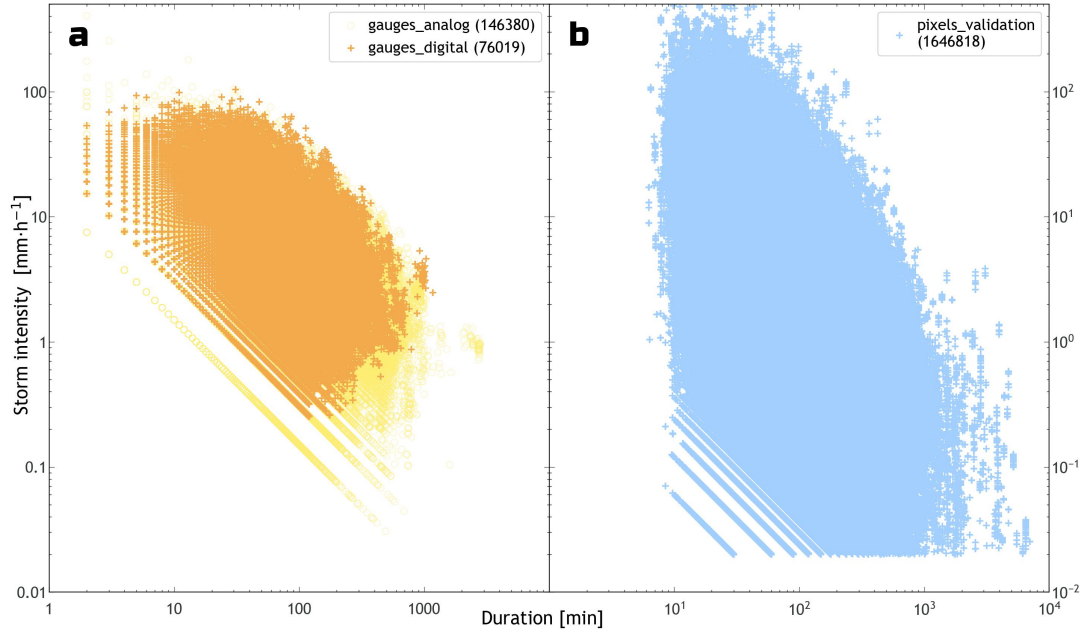 a
gauges_analog (146380)
gauges_digital (76019)
b
pixels_validation
(1646818)
Storm intensity [mm·h⁻¹]
100
10
1
0.1
0.01
10²
10¹
10⁰
10⁻¹
10⁻²
1
10
100
1000
10¹
10²
10³
10⁴
Duration [min]